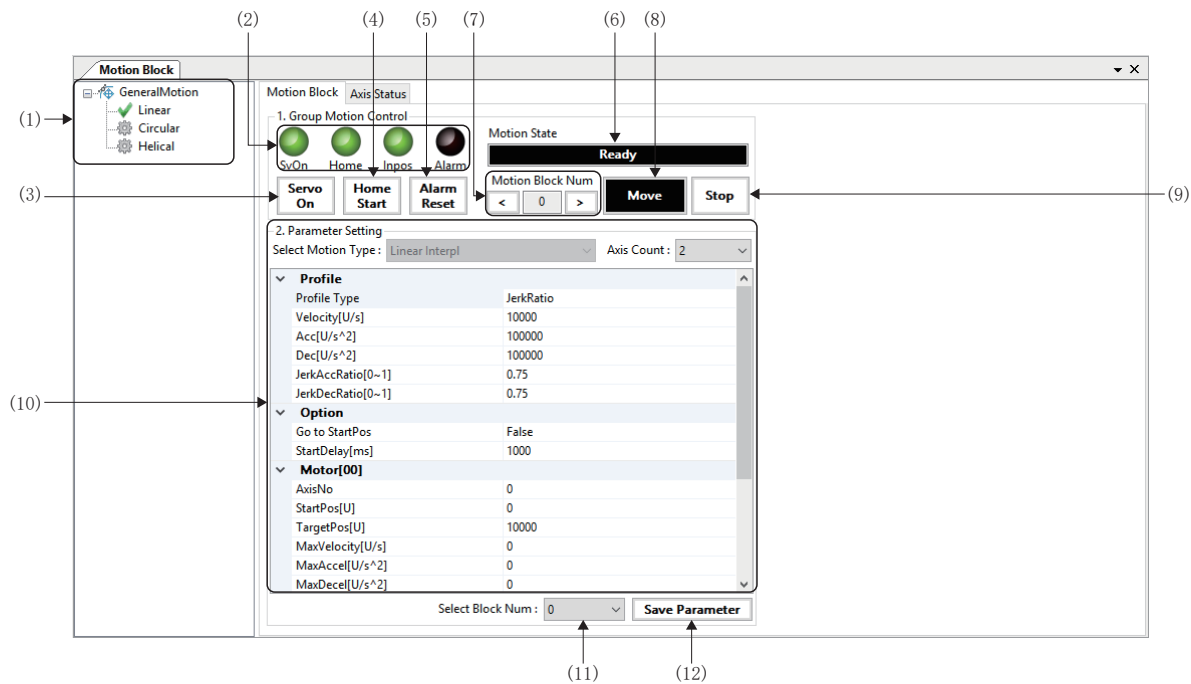 (2) (4) (5) (7) (6) (8)
Motion Block
(1)
GeneralMotion
Linear
Circular
Helical
Motion Block Axis Status
1. Group Motion Control
SvOn Home Inpos Alarm
Motion State
Ready
(3)
Servo On
Home Start
Alarm Reset
Motion Block Num
< 0 >
Move
Stop
(9)
2. Parameter Setting
Select Motion Type : Linear Interpl Axis Count : 2
Profile
Profile Type JerkRatio
Velocity[U/s] 10000
Acc[U/s^2] 100000
Dec[U/s^2] 100000
JerkAccRatio[0~1] 0.75
JerkDecRatio[0~1] 0.75
(10)
Option
Go to StartPos False
StartDelay[ms] 1000
Motor[00]
AxisNo 0
StartPos[U] 0
TargetPos[U] 10000
MaxVelocity[U/s] 0
MaxAccel[U/s^2] 0
MaxDecel[U/s^2] 0
Select Block Num : 0 Save Parameter
(11) (12)